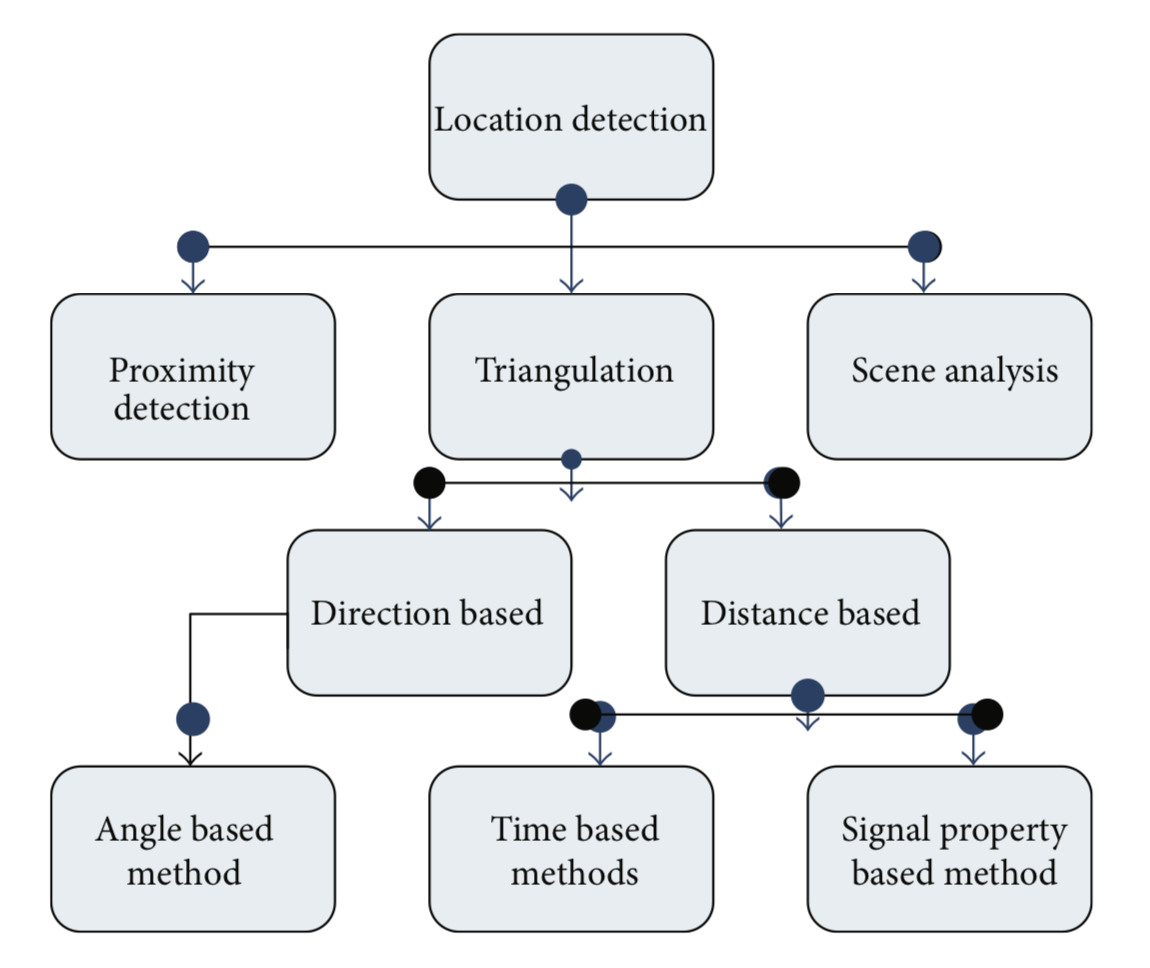 Location detection
Proximity
detection
Triangulation
Scene analysis
Direction based
Distance based
Angle based
method
Time based
methods
Signal property
based method